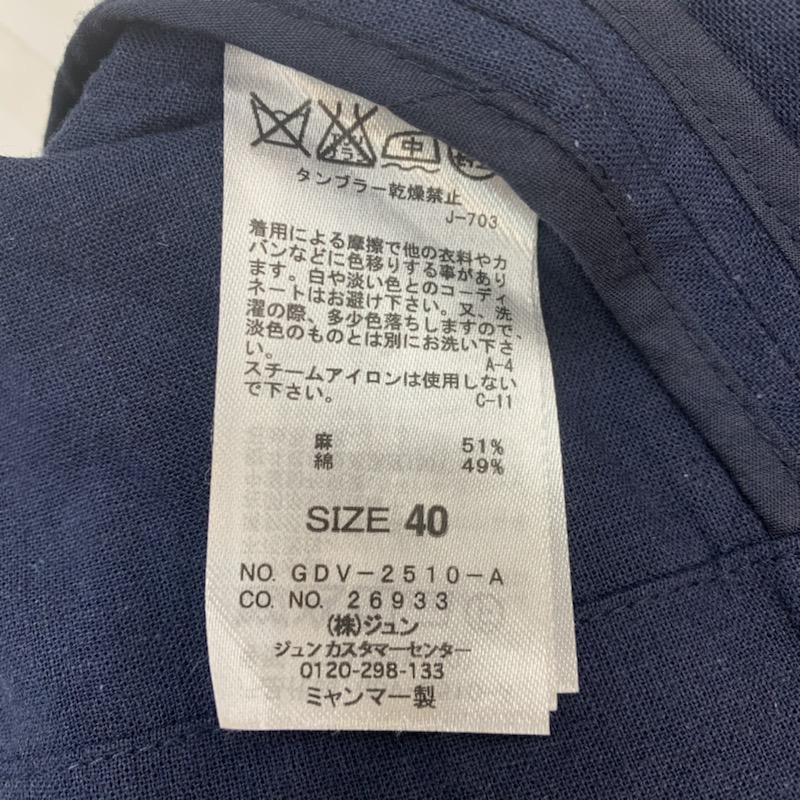 中
タンブラー乾燥禁止
J-703
着用による摩擦で他の衣料やカ
バンなどに色移りする事があり
ます。白や淡い色とのコーディ
ネートはお避け下さい。又、洗
濯の際、多少色落ちしますので、
淡色のものとは別にお洗い下さ
い。 A-4
スチームアイロンは使用しない
で下さい。 C-11
麻 51%
綿 49%
SIZE 40
NO. GDV-2510-A
CO. NO. 26933
(株)ジュン
ジュンカスタマーセンター
0120-298-133
ミャンマー製